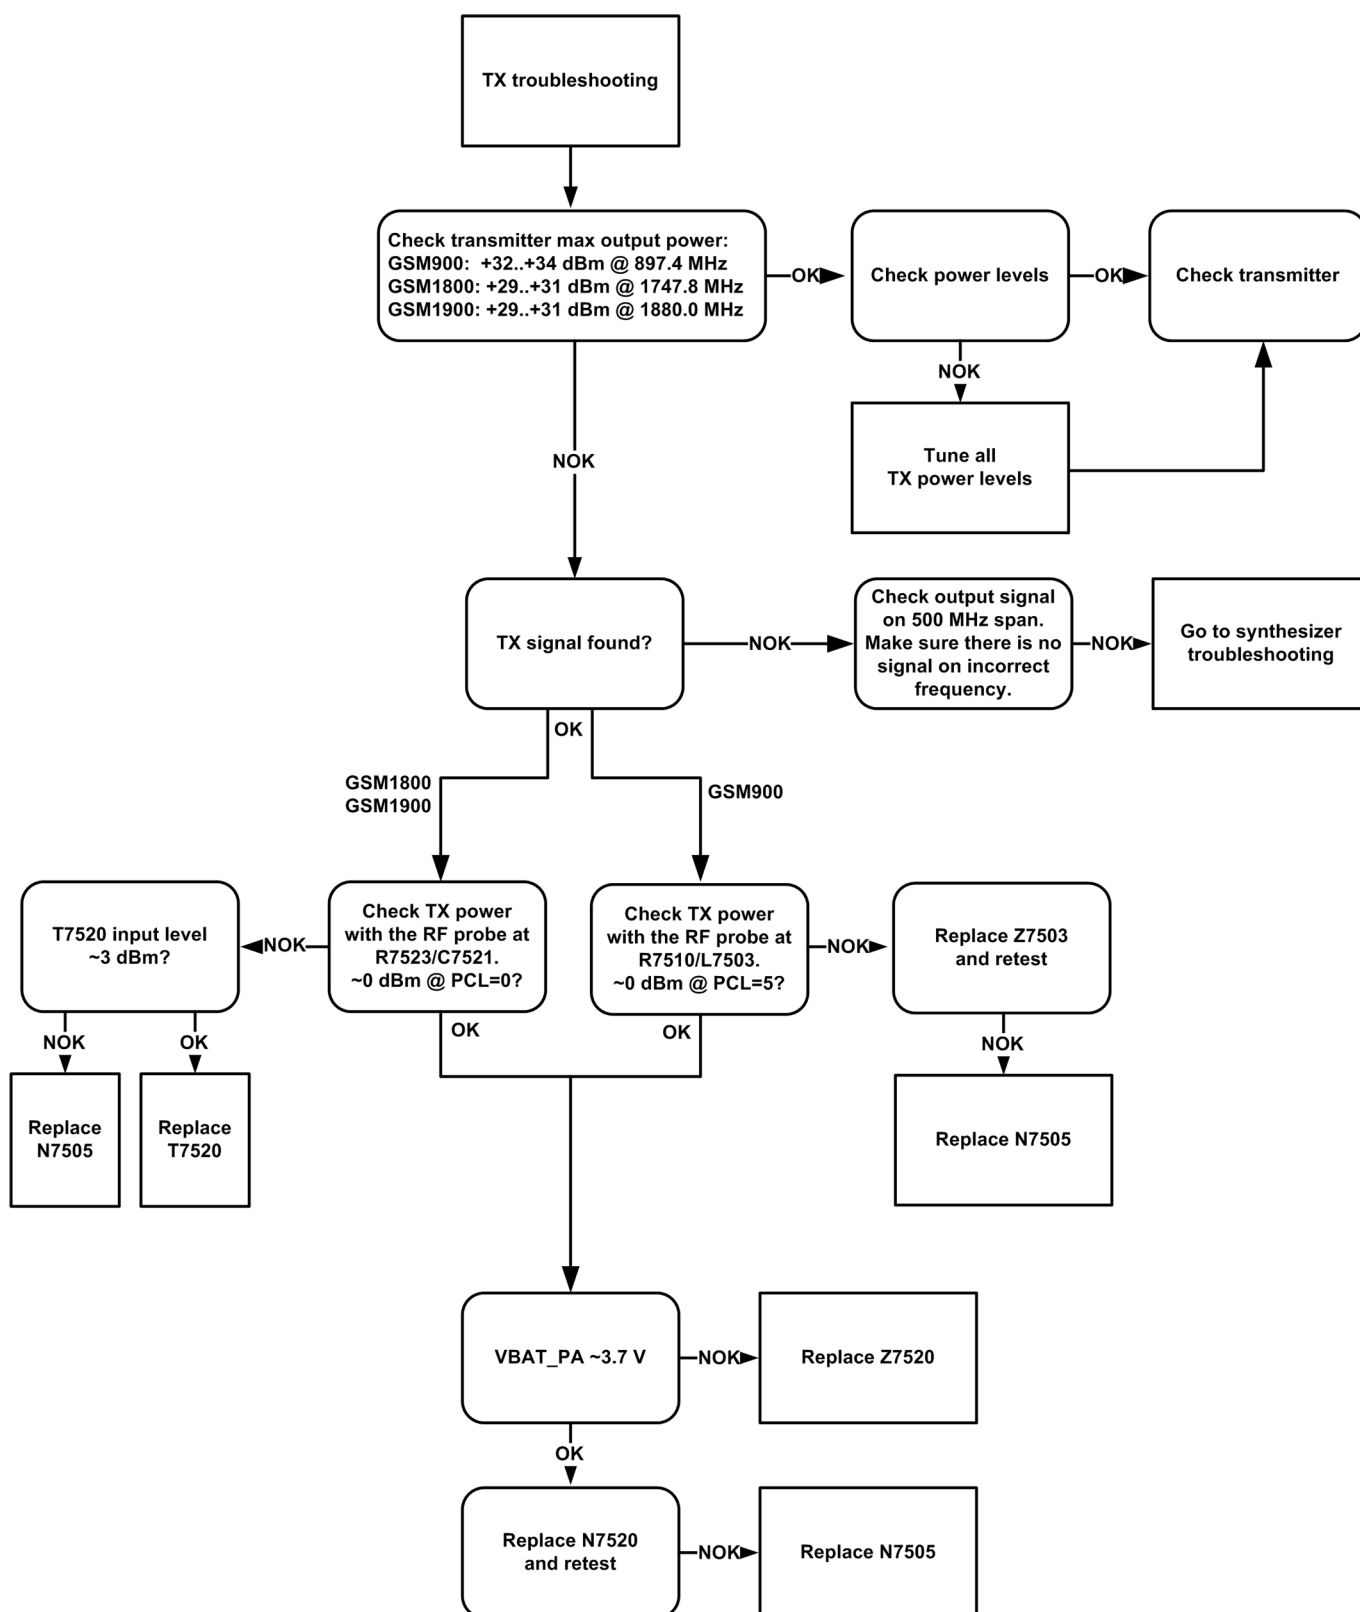 TX troubleshooting
Check transmitter max output power:
GSM900:  +32..+34 dBm @ 897.4 MHz
GSM1800: +29..+31 dBm @ 1747.8 MHz
GSM1900: +29..+31 dBm @ 1880.0 MHz
OK
Check power levels
OK
Check transmitter
NOK
Tune all
TX power levels
NOK
TX signal found?
NOK
Check output signal
on 500 MHz span.
Make sure there is no
signal on incorrect
frequency.
NOK
Go to synthesizer
troubleshooting
OK
GSM1800
GSM1900
GSM900
T7520 input level
~3 dBm?
NOK
Check TX power
with the RF probe at
R7523/C7521.
~0 dBm @ PCL=0?
Check TX power
with the RF probe at
R7510/L7503.
~0 dBm @ PCL=5?
NOK
Replace Z7503
and retest
NOK
OK
OK
OK
NOK
Replace
N7505
Replace
T7520
Replace N7505
VBAT_PA ~3.7 V
NOK
Replace Z7520
OK
Replace N7520
and retest
NOK
Replace N7505